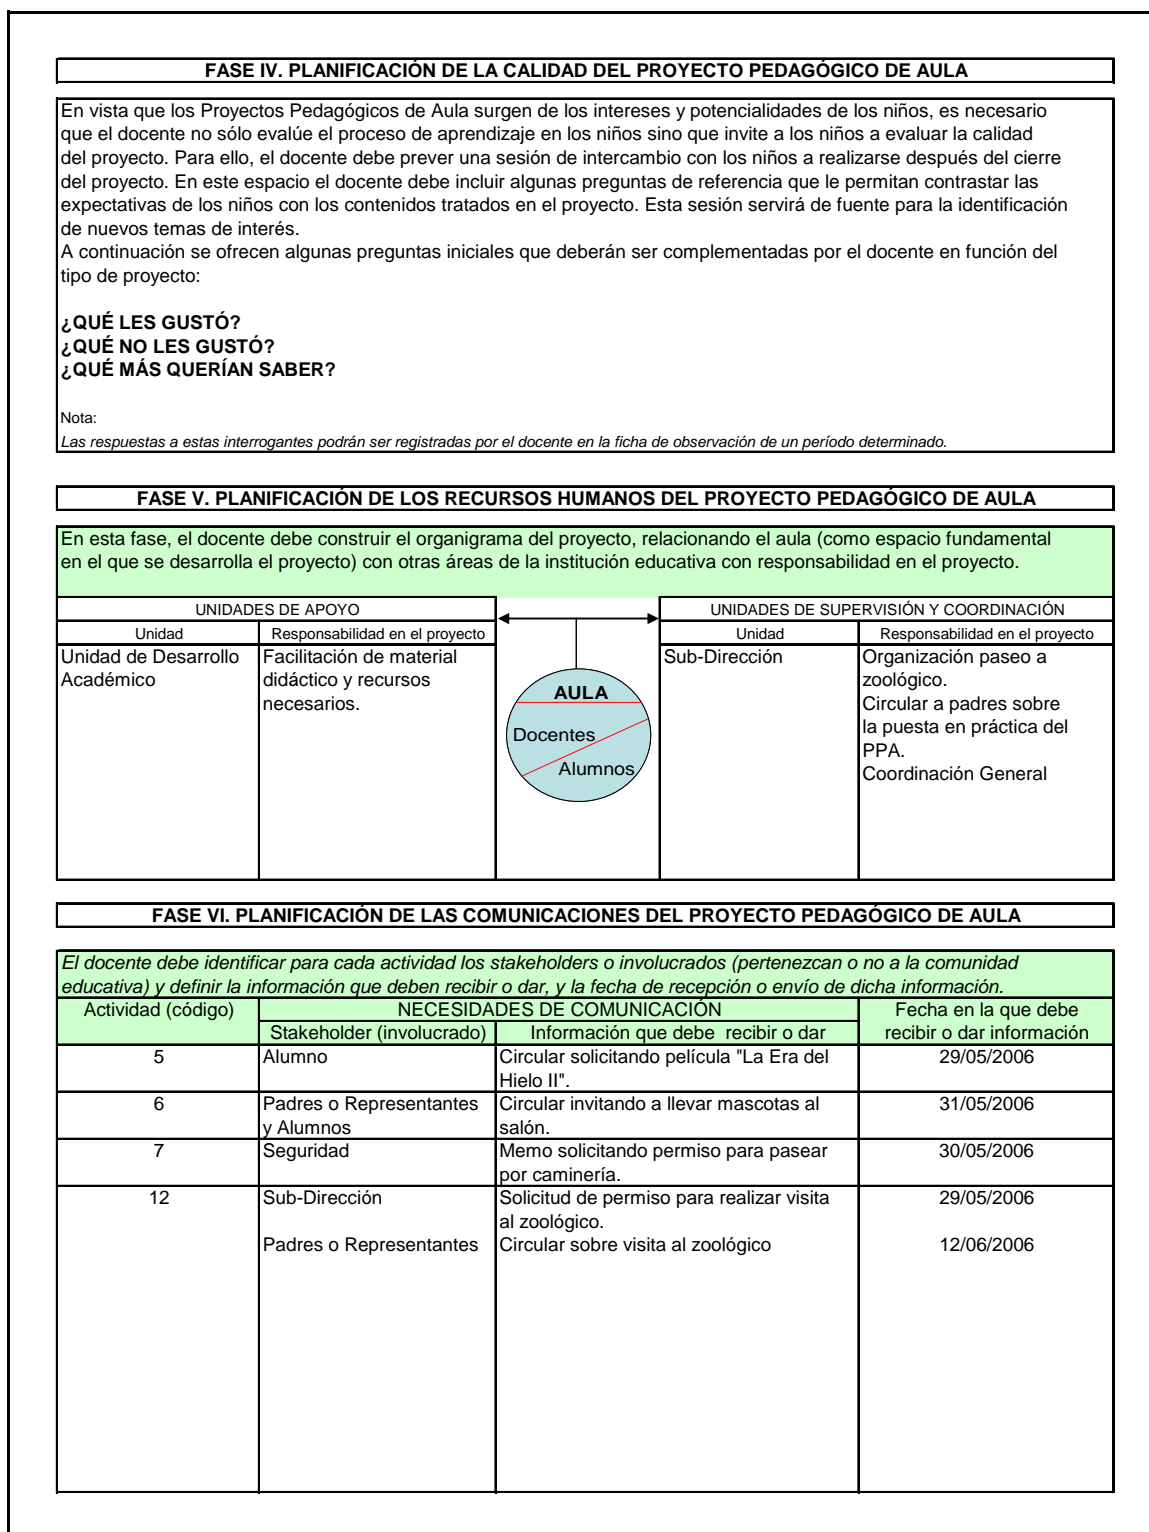 FASE IV. PLANIFICACIÓN DE LA CALIDAD DEL PROYECTO PEDAGÓGICO DE AULA
En vista que los Proyectos Pedagógicos de Aula surgen de los intereses y potencialidades de los niños, es necesario
que el docente no sólo evalúe el proceso de aprendizaje en los niños sino que invite a los niños a evaluar la calidad
del proyecto. Para ello, el docente debe prever una sesión de intercambio con los niños a realizarse después del cierre
del proyecto. En este espacio el docente debe incluir algunas preguntas de referencia que le permitan contrastar las
expectativas de los niños con los contenidos tratados en el proyecto. Esta sesión servirá de fuente para la identificación
de nuevos temas de interés.
A continuación se ofrecen algunas preguntas iniciales que deberán ser complementadas por el docente en función del
tipo de proyecto:
¿QUÉ LES GUSTÓ?
¿QUÉ NO LES GUSTÓ?
¿QUÉ MÁS QUERÍAN SABER?
Nota:
Las respuestas a estas interrogantes podrán ser registradas por el docente en la ficha de observación de un período determinado.
FASE V. PLANIFICACIÓN DE LOS RECURSOS HUMANOS DEL PROYECTO PEDAGÓGICO DE AULA
En esta fase, el docente debe construir el organigrama del proyecto, relacionando el aula (como espacio fundamental
en el que se desarrolla el proyecto) con otras áreas de la institución educativa con responsabilidad en el proyecto.
UNIDADES DE APOYO
Unidad
Responsabilidad en el proyecto
Unidad de Desarrollo
Académico
Facilitación de material
didáctico y recursos
necesarios.
AULA
Docentes
Alumnos
UNIDADES DE SUPERVISIÓN Y COORDINACIÓN
Unidad
Responsabilidad en el proyecto
Sub-Dirección
Organización paseo a
zoológico.
Circular a padres sobre
la puesta en práctica del
PPA.
Coordinación General
FASE VI. PLANIFICACIÓN DE LAS COMUNICACIONES DEL PROYECTO PEDAGÓGICO DE AULA
El docente debe identificar para cada actividad los stakeholders o involucrados (pertenezcan o no a la comunidad
educativa) y definir la información que deben recibir o dar, y la fecha de recepción o envío de dicha información.
Actividad (código)
NECESIDADES DE COMUNICACIÓN
Fecha en la que debe
recibir o dar información
Stakeholder (involucrado)
Información que debe recibir o dar
5
Alumno
Circular solicitando película "La Era del
Hielo II".
29/05/2006
6
Padres o Representantes
y Alumnos
Circular invitando a llevar mascotas al
salón.
31/05/2006
7
Seguridad
Memo solicitando permiso para pasear
por caminería.
30/05/2006
12
Sub-Dirección
Solicitud de permiso para realizar visita
al zoológico.
29/05/2006
Padres o Representantes
Circular sobre visita al zoológico
12/06/2006